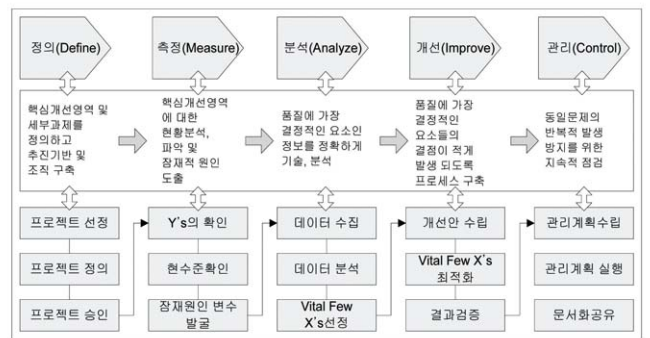 정의(Define)
측정(Measure)
분석(Analyze)
개선(Improve)
관리(Control)
핵심개선영역 및
세부과제를
정의하고
추진기반 및
조직 구축
핵심개선영역
에 대한
현황분석,
파악 및
잠재적 원인
도출
품질에 가장
결정적인 요소인
정보를 정확하게
기술, 분석
품질에 가장
결정적인
요소들의
결점이 적게
발생 되도록
프로세스 구축
동일문제의
반복적 발생
방지를 위한
지속적 점검
프로젝트 선정
Y's의 확인
데이터 수집
개선안 수립
관리계획수립
프로젝트 정의
현수준확인
데이터 분석
Vital Few X's
최적화
관리계획 실행
프로젝트 승인
잠재원인 변수
발굴
Vital Few
X's선정
결과검증
문서화공유